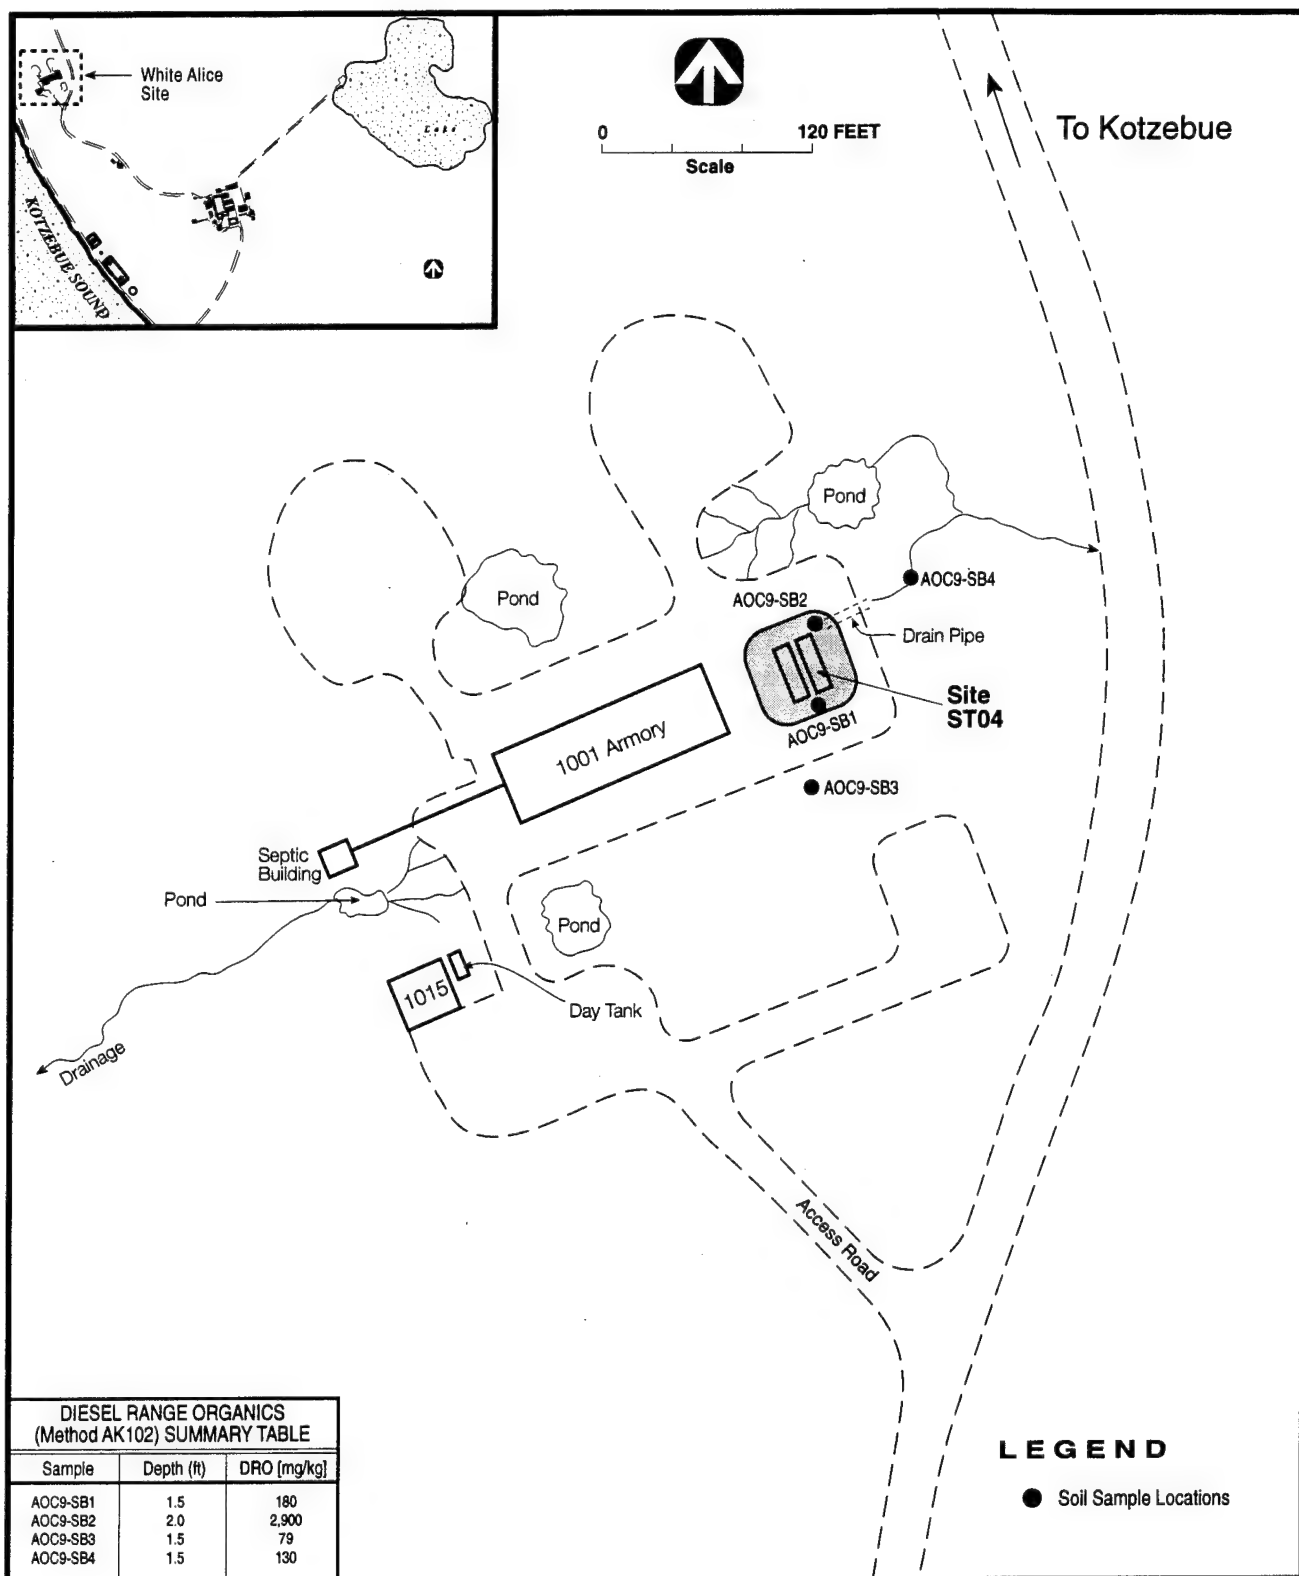 White Alice
Site
Lake
KOTZEBUE SOUND
0 120 FEET
Scale
To Kotzebue
Pond
AOC9-SB4
AOC9-SB2
Pond
Drain Pipe
Site
ST04
AOC9-SB1
1001 Armory
AOC9-SB3
Septic
Building
Pond
Pond
1015
Day Tank
Drainage
Access Road
DIESEL RANGE ORGANICS
(Method AK102) SUMMARY TABLE
Sample Depth (ft) DRO [mg/kg]
AOC9-SB1 1.5 180
AOC9-SB2 2.0 2,900
AOC9-SB3 1.5 79
AOC9-SB4 1.5 130
LEGEND
Soil Sample Locations